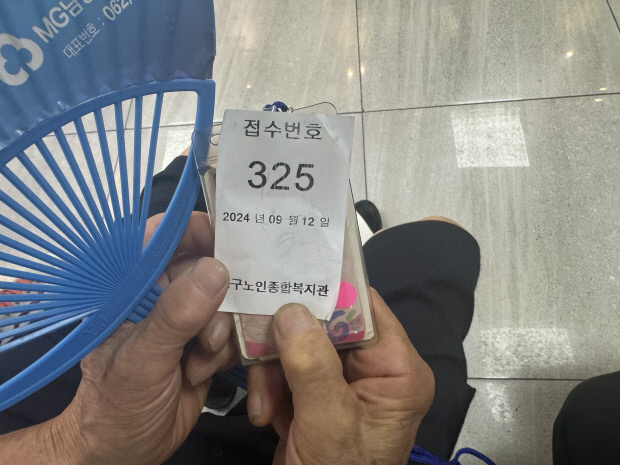 MG남
대표번호 : 062
접수번호
325
2024 년 09 월 12 일
구노인종합복지관